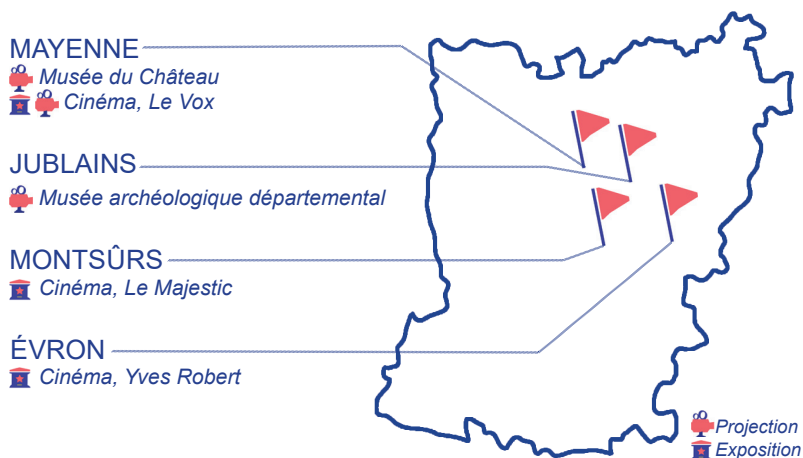 MAYENNE
Musée du Château
Cinéma, Le Vox
JUBLAINS
Musée archéologique départemental
MONTSÛRS
Cinéma, Le Majestic
ÉVRON
Cinéma, Yves Robert
Projection
Exposition